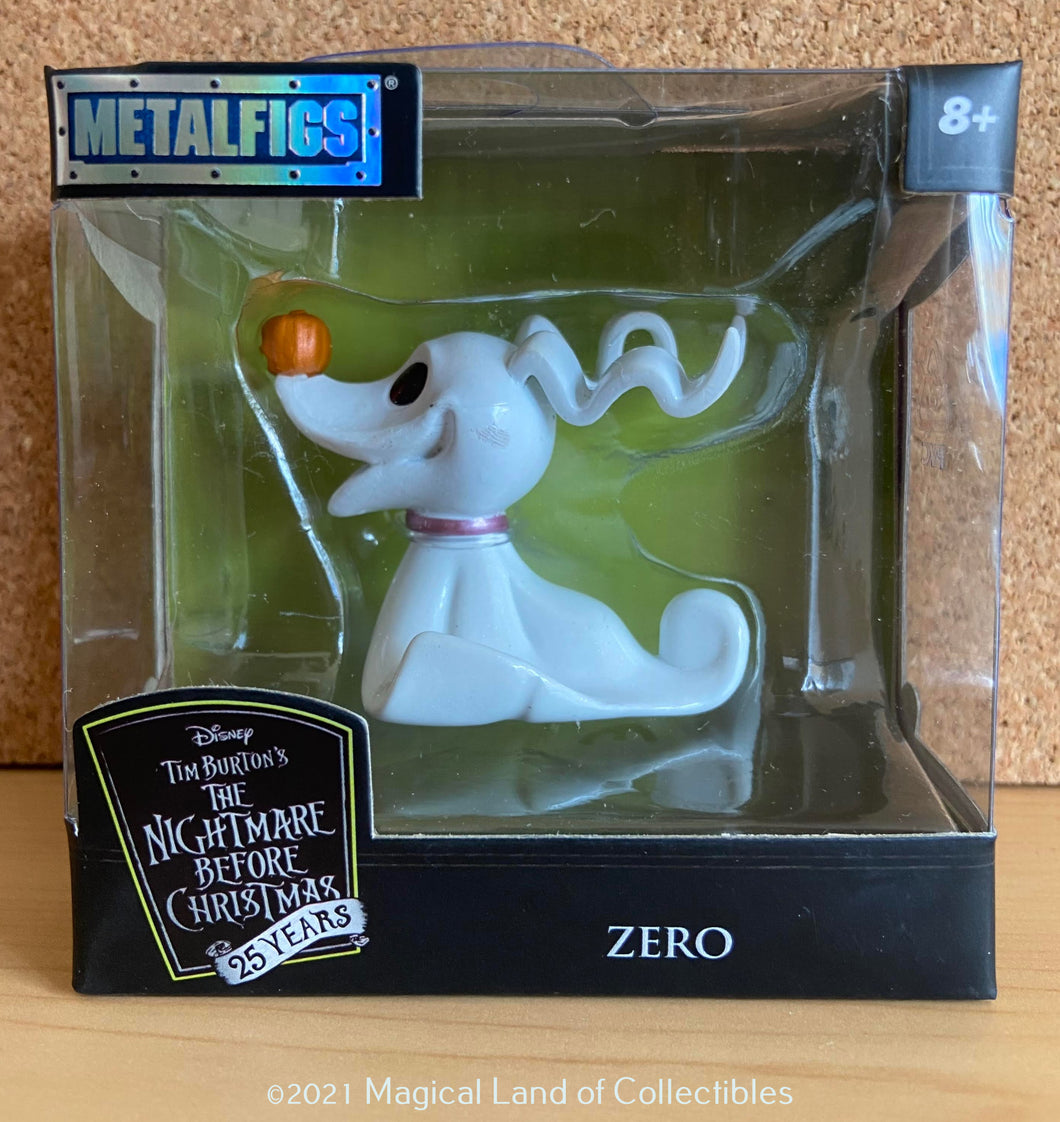 METALFIGS®
8+
Disney
Tim Burton's
The
Nightmare
Before
Christmas
25 YEARS
ZERO
©2021 Magical Land of Collectibles